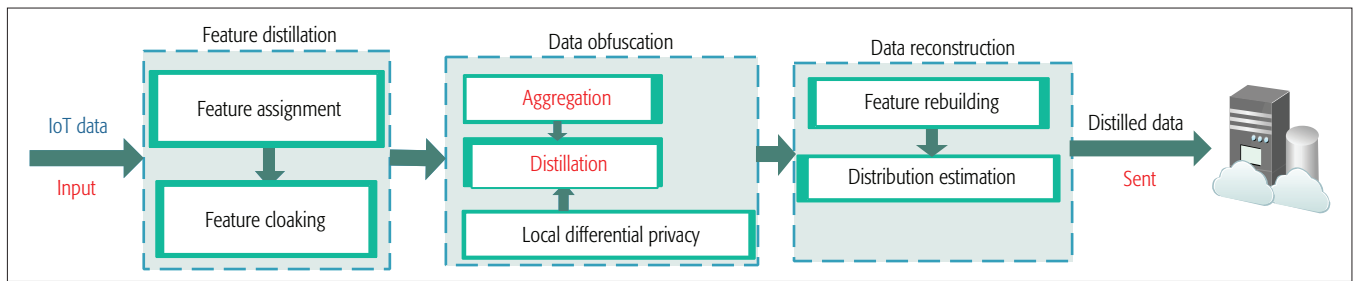 IoT data
Input
Feature distillation
Feature assignment
Feature cloaking
Data obfuscation
Aggregation
Distillation
Local differential privacy
Data reconstruction
Feature rebuilding
Distribution estimation
Distilled data
Sent